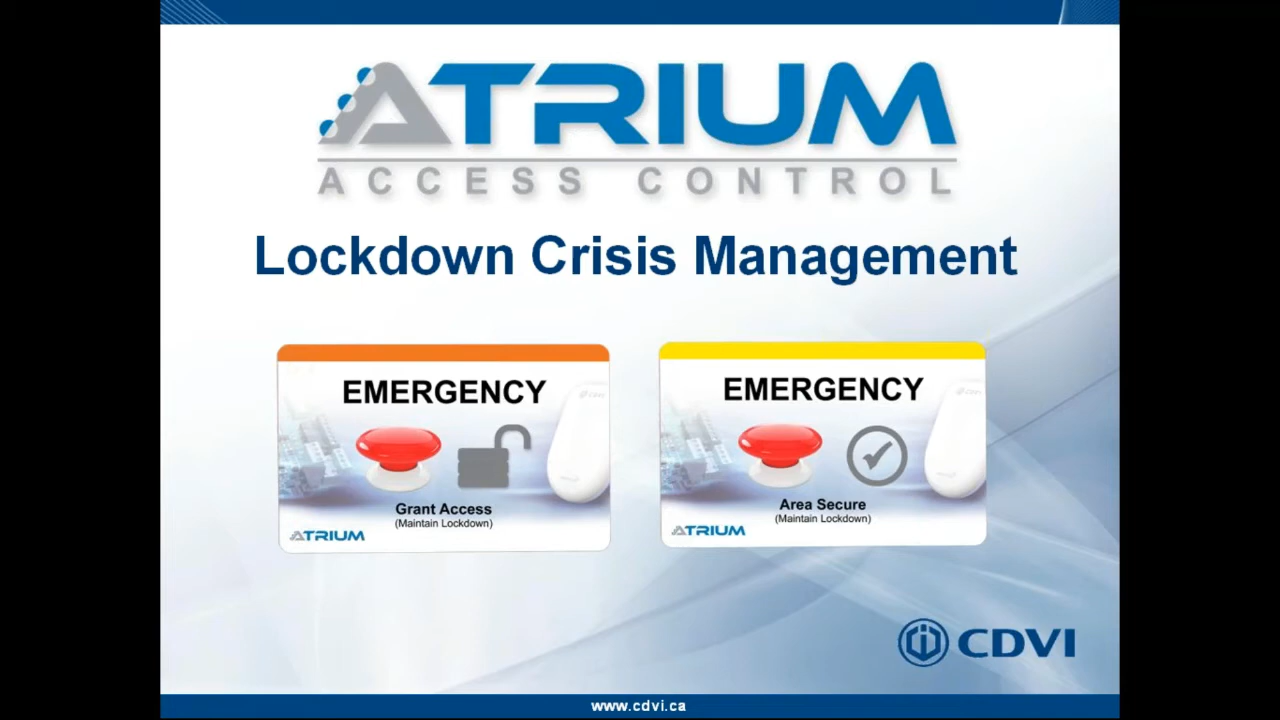 ATRIUM
ACCESS CONTROL
Lockdown Crisis Management
EMERGENCY
Grant Access
(Maintain Lockdown)
ATRIUM
EMERGENCY
Area Secure
(Maintain Lockdown)
ATRIUM
CDVI
www.cdvi.ca